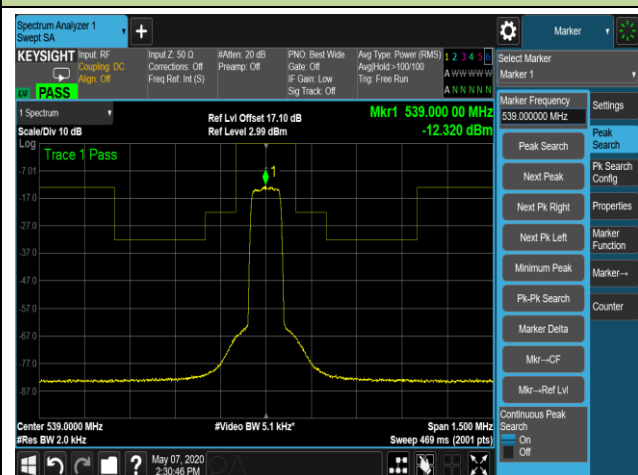 Spectrum Analyzer 1
Swept SA
Marker
KEYSIGHT
Input: RF
Coupling: DC
Align: Off
Input Z: 50 Ω
Corrections: Off
Freq Ref: Int (S)
#Atten: 20 dB
Preamp: Off
PNO: Best Wide
Gate: Off
IF Gain: Low
Sig Track: Off
Avg Type: Power (RMS)
Avg|Hold:>100/100
Trig: Free Run
1 2 3 4 5 6
A W W W W W
A N N N N N
LW PASS
Select Marker
Marker 1
1 Spectrum
Scale/Div 10 dB
Ref Lvl Offset 17.10 dB
Ref Level 2.99 dBm
Mkr1 539.000 00 MHz
-12.320 dBm
Log
Trace 1 Pass
1
-7.01
-17.0
-27.0
-37.0
-47.0
-57.0
-67.0
-77.0
-87.0
Center 539.0000 MHz
#Res BW 2.0 kHz
#Video BW 5.1 kHz*
Span 1.500 MHz
Sweep 469 ms (2001 pts)
Marker Frequency
539.000000 MHz
Peak Search
Next Peak
Next Pk Right
Next Pk Left
Minimum Peak
Pk-Pk Search
Marker Delta
Mkr→CF
Mkr→Ref Lvl
Continuous Peak
Search
On
Off
Settings
Peak
Search
Pk Search
Config
Properties
Marker
Function
Marker→
Counter
May 07, 2020
2:30:46 PM